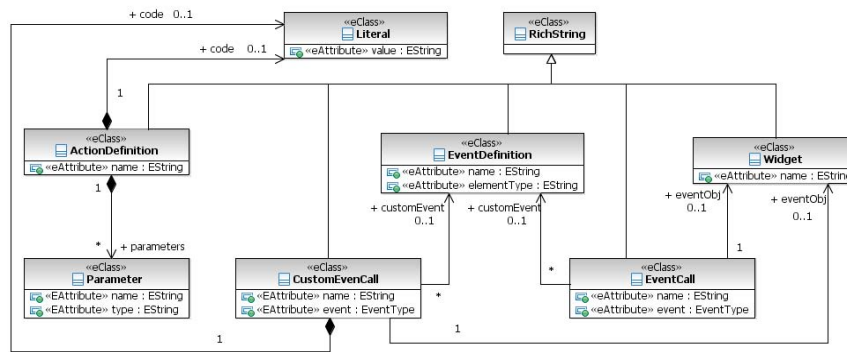 + code 0..1
«eClass»
Literal
«eAttribute» value : EString
«eClass»
RichString
+ code 0..1
1
«eClass»
ActionDefinition
«eAttribute» name : EString
«eClass»
EventDefinition
«eAttribute» name : EString
«eAttribute» elementType : EString
«eClass»
Widget
«eAttribute» name : EString
1
+ customEvent
0..1
+ customEvent
0..1
+ eventObj
0..1
+ eventObj
0..1
* + parameters
1
«eClass»
Parameter
«EAttribute» name : EString
«EAttribute» type : EString
«eClass»
CustomEvenCall
«EAttribute» name : EString
«EAttribute» event : EventType
*
*
«eClass»
EventCall
«EAttribute» name : EString
«EAttribute» event : EventType
1
1